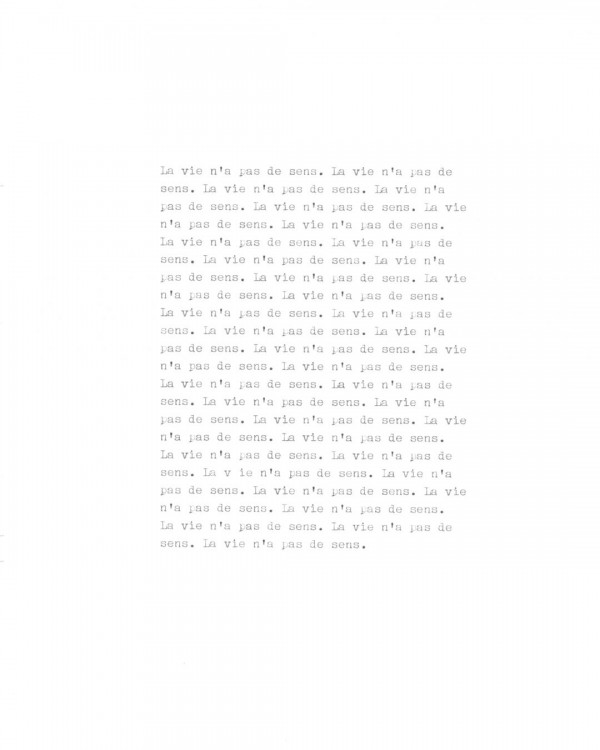 La vie n'a pas de sens. La vie n'a pas de
sens. La vie n'a pas de sens. La vie n'a
pas de sens. La vie n'a pas de sens. La vie
n'a pas de sens. La vie n'a pas de sens.
La vie n'a pas de sens. La vie n'a pas de
sens. La vie n'a pas de sens. La vie n'a
pas de sens. La vie n'a pas de sens. La vie
n'a pas de sens. La vie n'a pas de sens.
La vie n'a pas de sens. La vie n'a pas de
sens. La vie n'a pas de sens. La vie n'a
pas de sens. La vie n'a pas de sens. La vie
n'a pas de sens. La vie n'a pas de sens.
La vie n'a pas de sens. La vie n'a pas de
sens. La vie n'a pas de sens. La vie n'a
pas de sens. La vie n'a pas de sens. La vie
n'a pas de sens. La vie n'a pas de sens.
La vie n'a pas de sens. La vie n'a pas de
sens. La v ie n'a pas de sens. La vie n'a
pas de sens. La vie n'a pas de sens. La vie
n'a pas de sens. La vie n'a pas de sens.
La vie n'a pas de sens. La vie n'a pas de
sens. La vie n'a pas de sens.